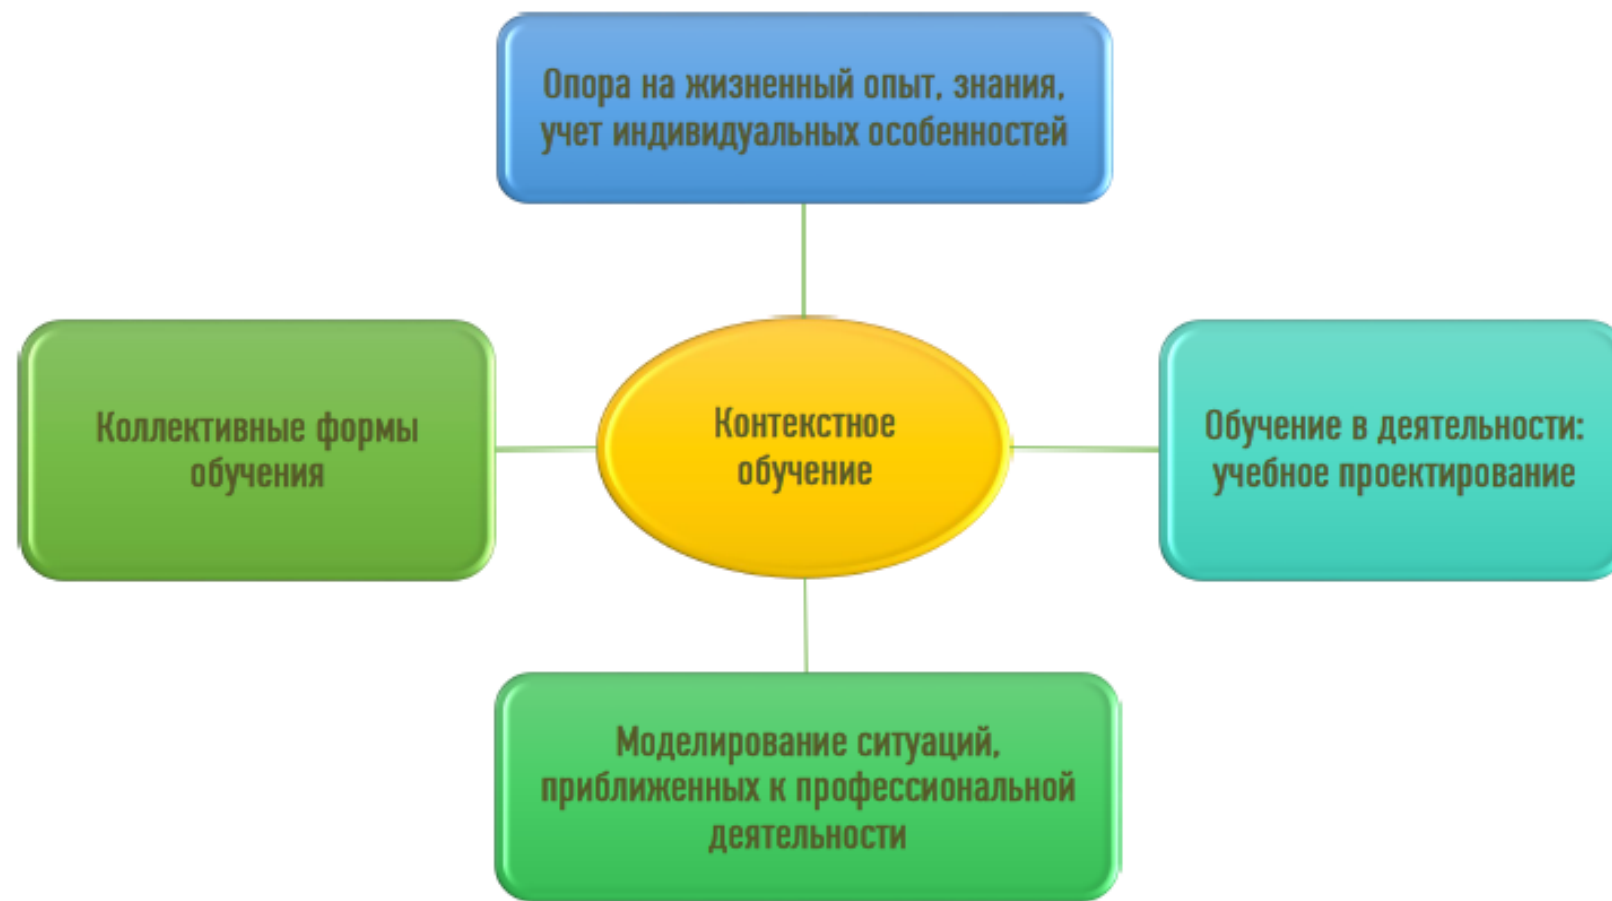 Опора на жизненный опыт, знания,
учет индивидуальных особенностей
Коллективные формы
обучения
Контекстное
обучение
Обучение в деятельности:
учебное проектирование
Моделирование ситуаций,
приближенных к профессиональной
деятельности